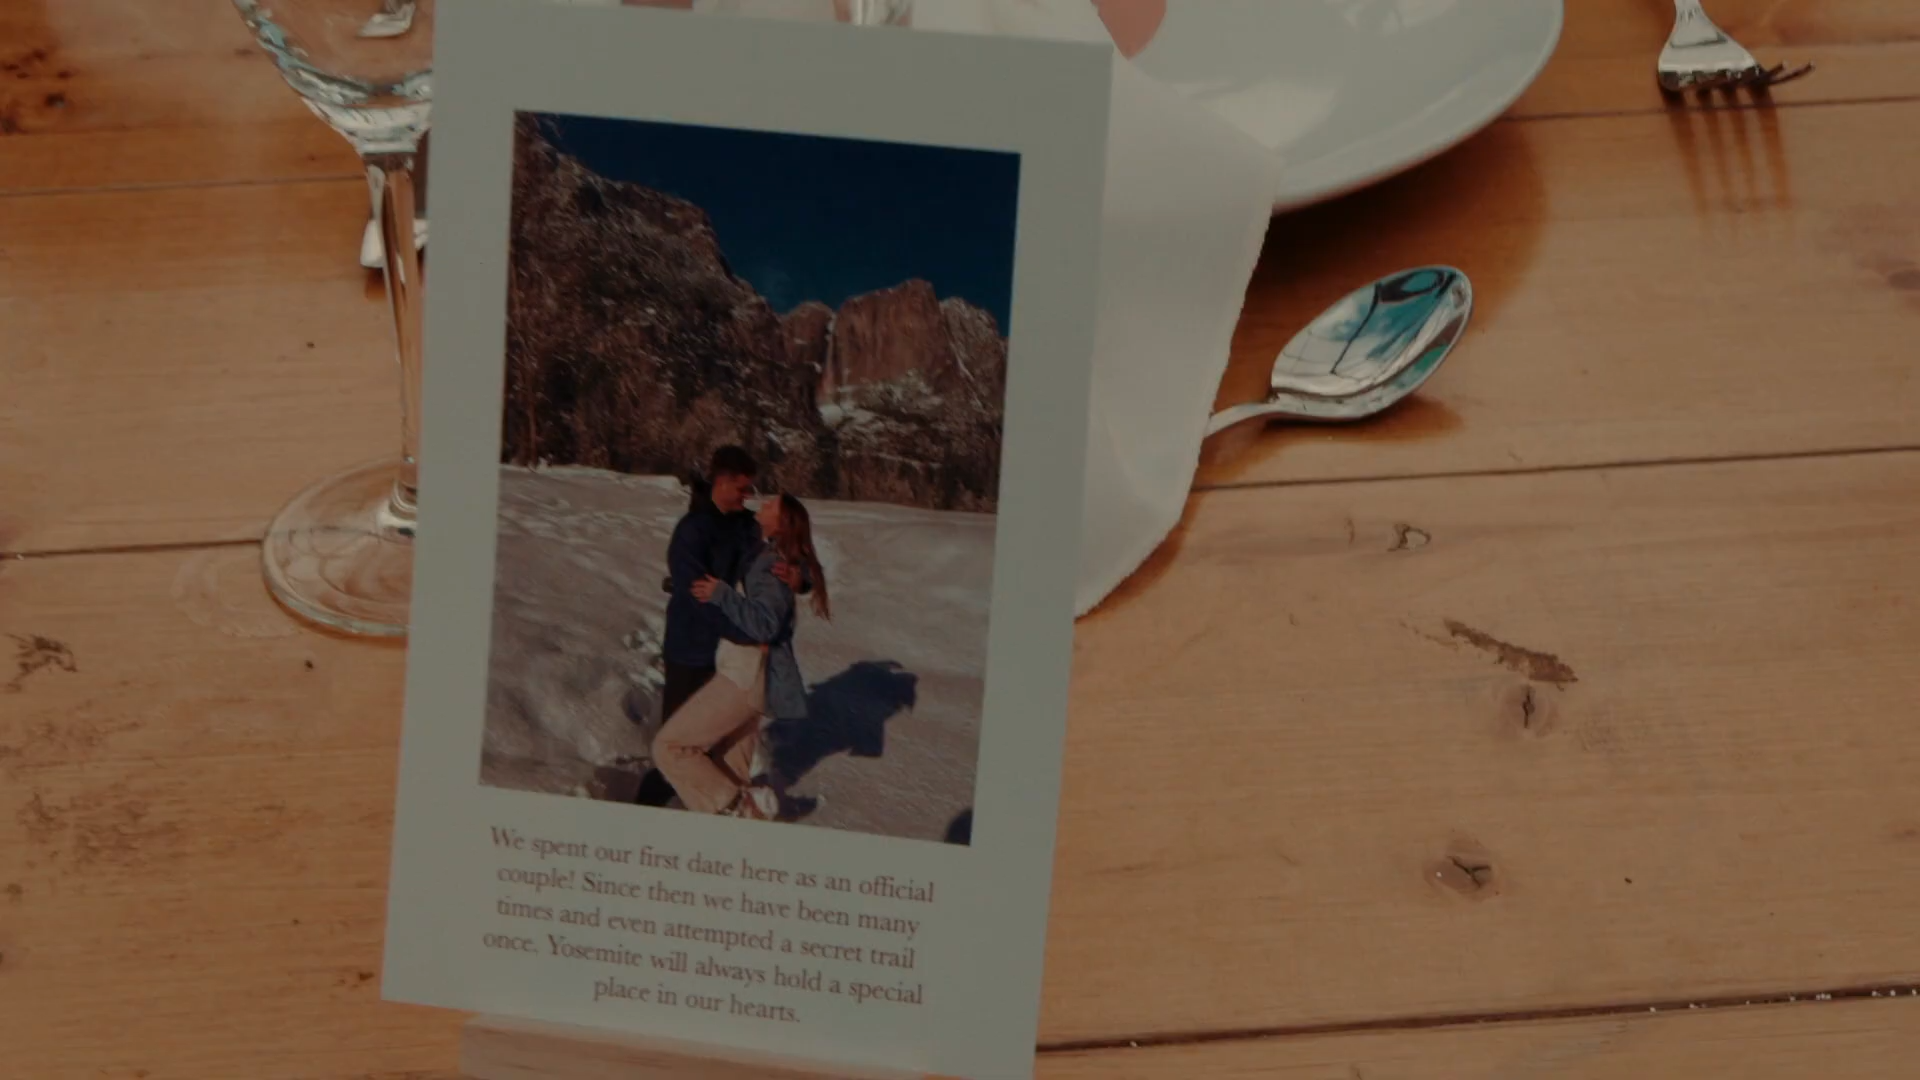 We spent our first date here as an official
couple! Since then we have been many
times and even attempted a secret trail
once. Yosemite will always hold a special
place in our hearts.